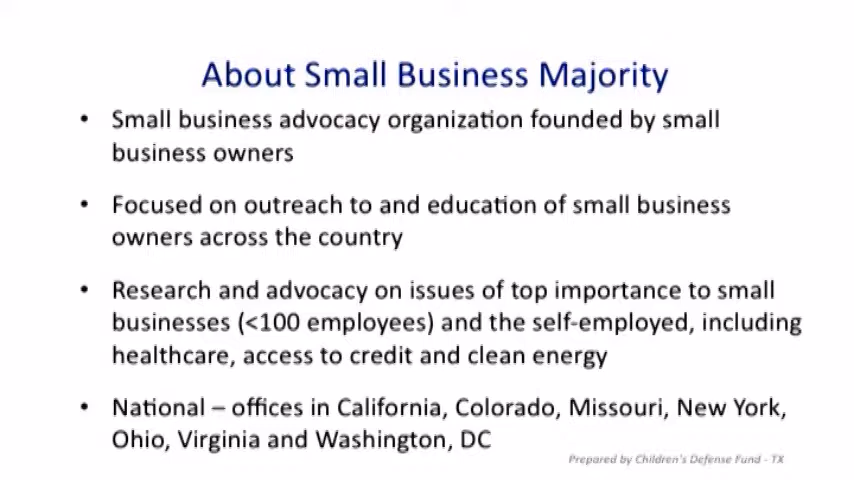 About Small Business Majority
• Small business advocacy organization founded by small
business owners
• Focused on outreach to and education of small business
owners across the country
• Research and advocacy on issues of top importance to small
businesses (<100 employees) and the self-employed, including
healthcare, access to credit and clean energy
• National – offices in California, Colorado, Missouri, New York,
Ohio, Virginia and Washington, DC
Prepared by Children's Defense Fund - TX